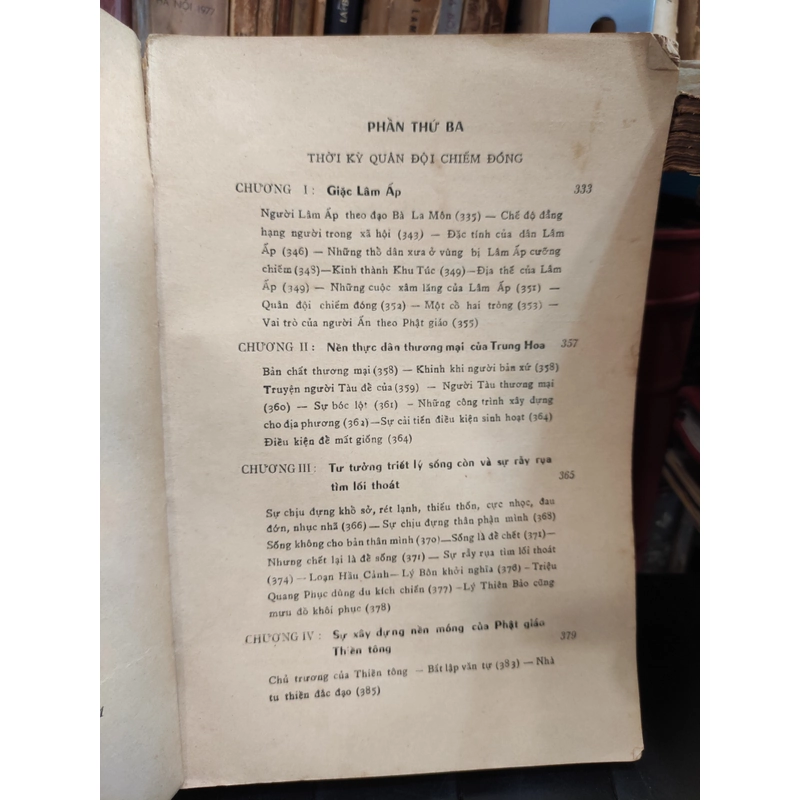 HÀ NỘI 1977
PHẦN THỨ BA
THỜI KỲ QUÂN ĐỘI CHIẾM ĐÓNG
CHƯƠNG I: Giặc Lâm Ấp 333
Người Lâm Ấp theo đạo Bà La Môn (335) — Chế độ đẳng
hạng người trong xã hội (343) — Đặc tính của dân Lâm
Ấp (346) — Những thổ dân xưa ở vùng bị Lâm Ấp cưỡng
chiếm (348)—Kinh thành Khu Túc (349)—Địa thế của Lâm
Ấp (349) — Những cuộc xâm lăng của Lâm Ấp (351) —
Quân đội chiếm đóng (352) — Một cổ hai tròng (353) —
Vai trò của người Ấn theo Phật giáo (355)
CHƯƠNG II: Nền thực dân thương mại của Trung Hoa 357
Bản chất thương mại (358) — Khinh khi người bản xứ (358)
Truyện người Tàu để của (359) — Người Tàu thương mại
(360) — Sự bóc lột (361) — Những công trình xây dựng
cho địa phương (362)—Sự cải tiến điều kiện sinh hoạt (364)
Điều kiện để mất giống (364)
CHƯƠNG III: Tư tưởng triết lý sống còn và sự rẫy rụa
tìm lối thoát 365
Sự chịu đựng khổ sở, rét lạnh, thiếu thốn, cực nhọc, đau
đớn, nhục nhã (366) — Sự chịu đựng thân phận mình (368)
Sống không cho bản thân mình (370)—Sống là để chết (371)—
Nhưng chết lại là để sống (371) — Sự rẫy rụa tìm lối thoát
(374) — Loạn Hầu Cảnh— Lý Bôn khởi nghĩa (376)— Triệu
Quang Phục dùng du kích chiến (377) —Lý Thiên Bảo cũng
mưu đồ khôi phục (378)
CHƯƠNG IV: Sự xây dựng nền móng của Phật giáo
Thiền tông 379
Chủ trương của Thiền tông — Bất lập văn tự (383) — Nhà
tu thiền đắc đạo (385)